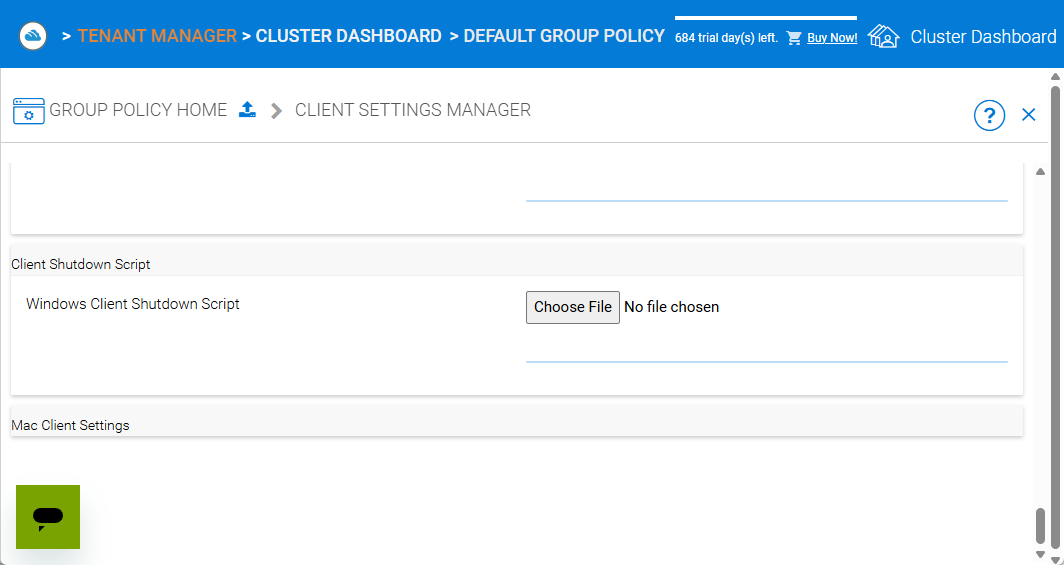 > TENANT MANAGER > CLUSTER DASHBOARD > DEFAULT GROUP POLICY 684 trial day(s) left. Buy Now! Cluster Dashboard
GROUP POLICY HOME > CLIENT SETTINGS MANAGER ?
Client Shutdown Script
Windows Client Shutdown Script Choose File No file chosen
Mac Client Settings